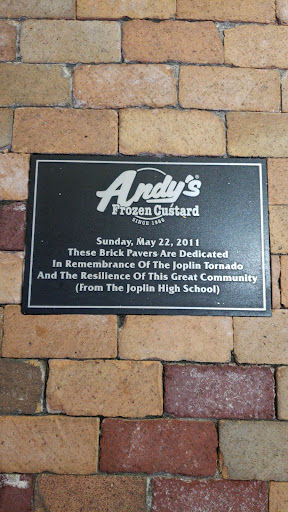 Andy's®
Frozen Custard
SINCE 1986
Sunday, May 22, 2011
These Brick Pavers Are Dedicated
In Remembrance Of The Joplin Tornado
And The Resilience Of This Great Community
(From The Joplin High School)